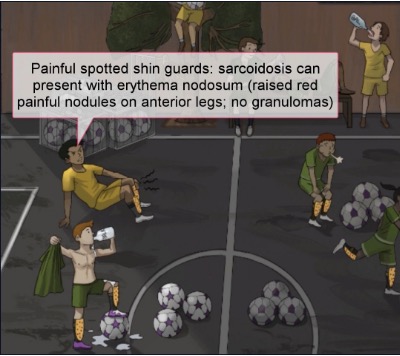 Painful spotted shin guards: sarcoidosis can
present with erythema nodosum (raised red
painful nodules on anterior legs; no granulomas)